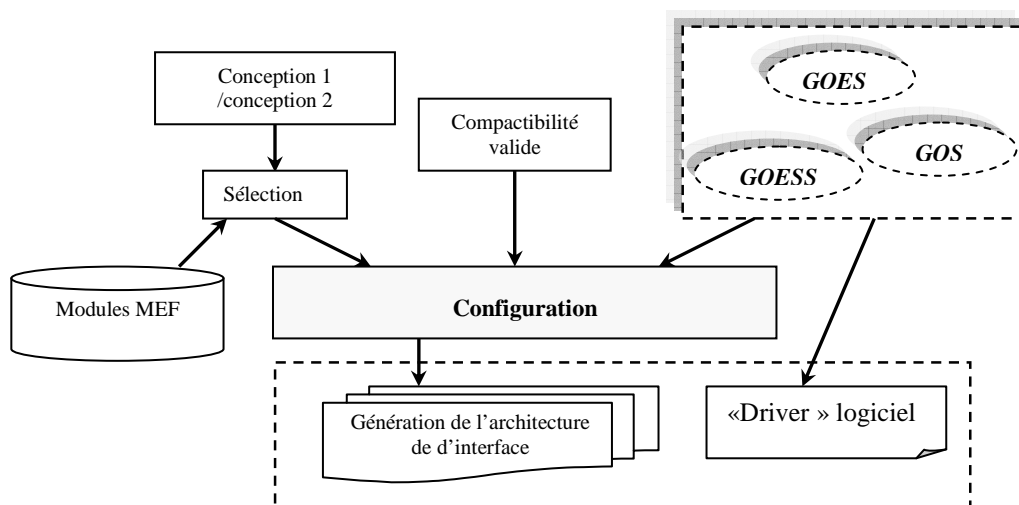 Conception 1
/conception 2
Compactibilité
valide
GOES
GOS
GOESS
Sélection
Modules MEF
Configuration
Génération de l’architecture
de d’interface
«Driver » logiciel